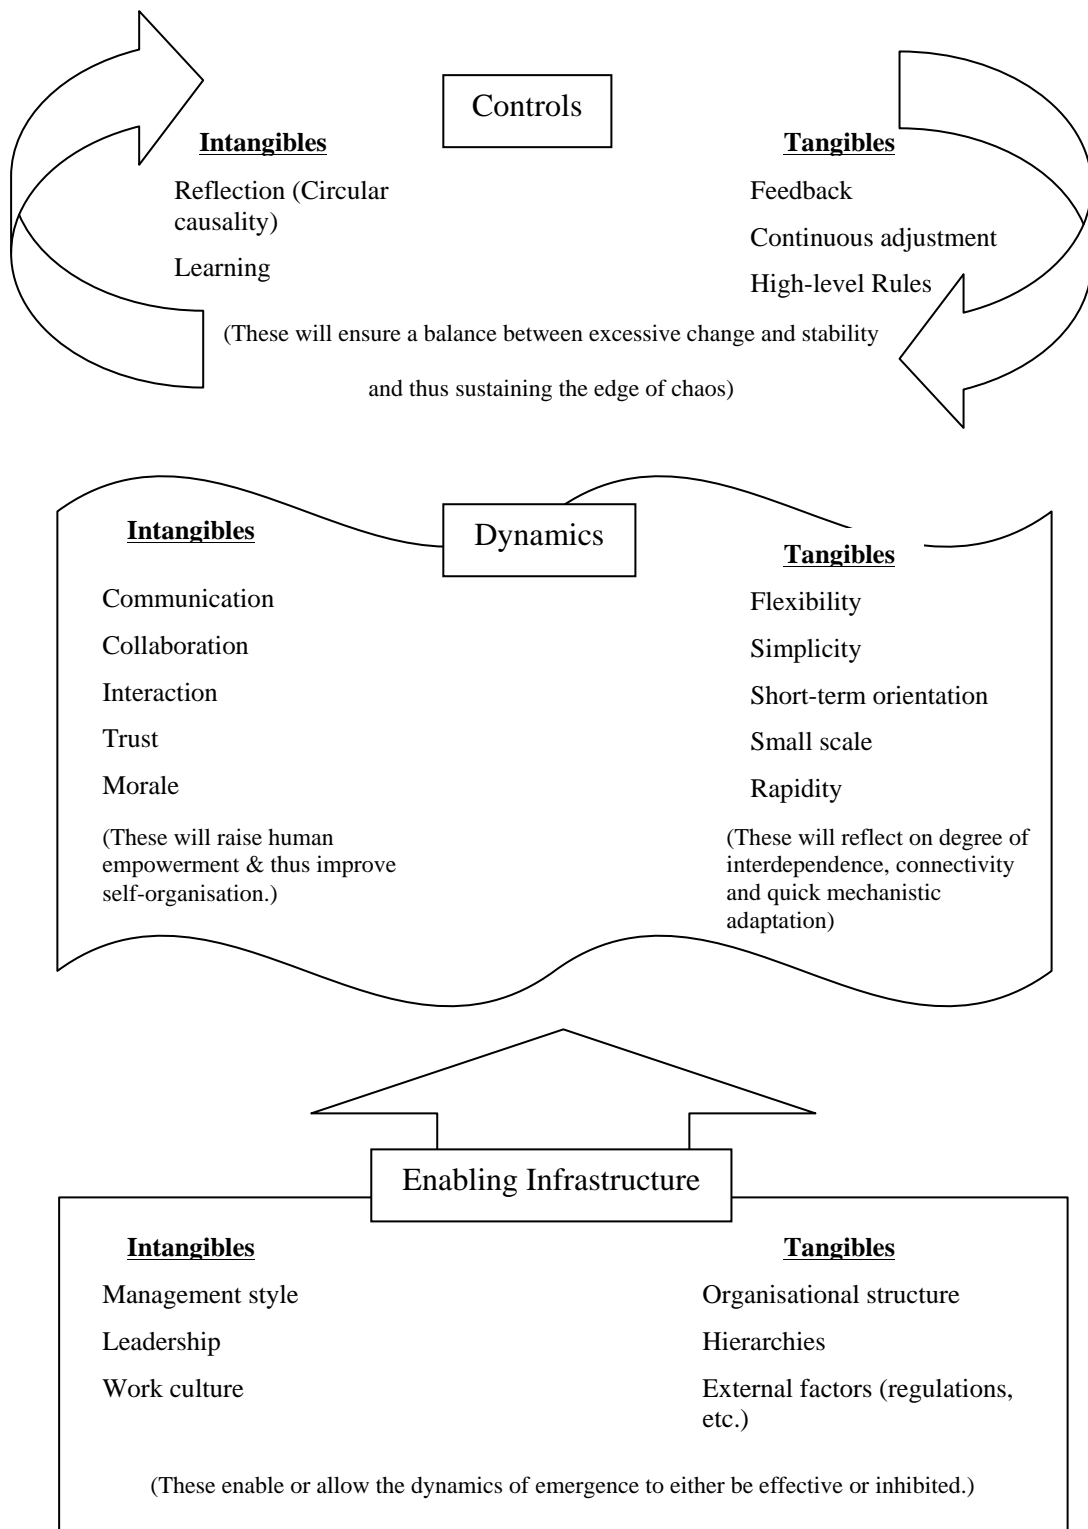 Controls
Intangibles
Reflection (Circular
causality)
Learning
Tangibles
Feedback
Continuous adjustment
High-level Rules
(These will ensure a balance between excessive change and stability
and thus sustaining the edge of chaos)
Dynamics
Intangibles
Communication
Collaboration
Interaction
Trust
Morale
(These will raise human
empowerment & thus improve
self-organisation.)
Tangibles
Flexibility
Simplicity
Short-term orientation
Small scale
Rapidity
(These will reflect on degree of
interdependence, connectivity
and quick mechanistic
adaptation)
Enabling Infrastructure
Intangibles
Management style
Leadership
Work culture
Tangibles
Organisational structure
Hierarchies
External factors (regulations,
etc.)
(These enable or allow the dynamics of emergence to either be effective or inhibited.)